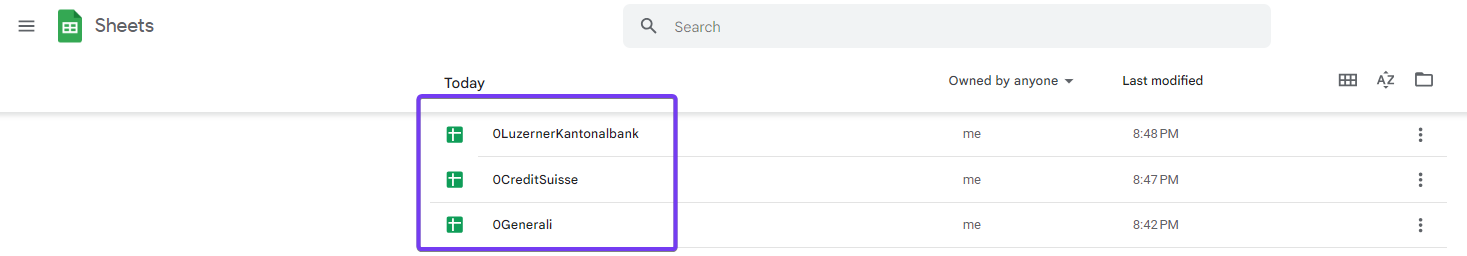 Sheets
Search
Today Owned by anyone Last modified
0LuzernerKantonalbank me 8:48 PM
0CreditSuisse me 8:47 PM
0Generali me 8:42 PM